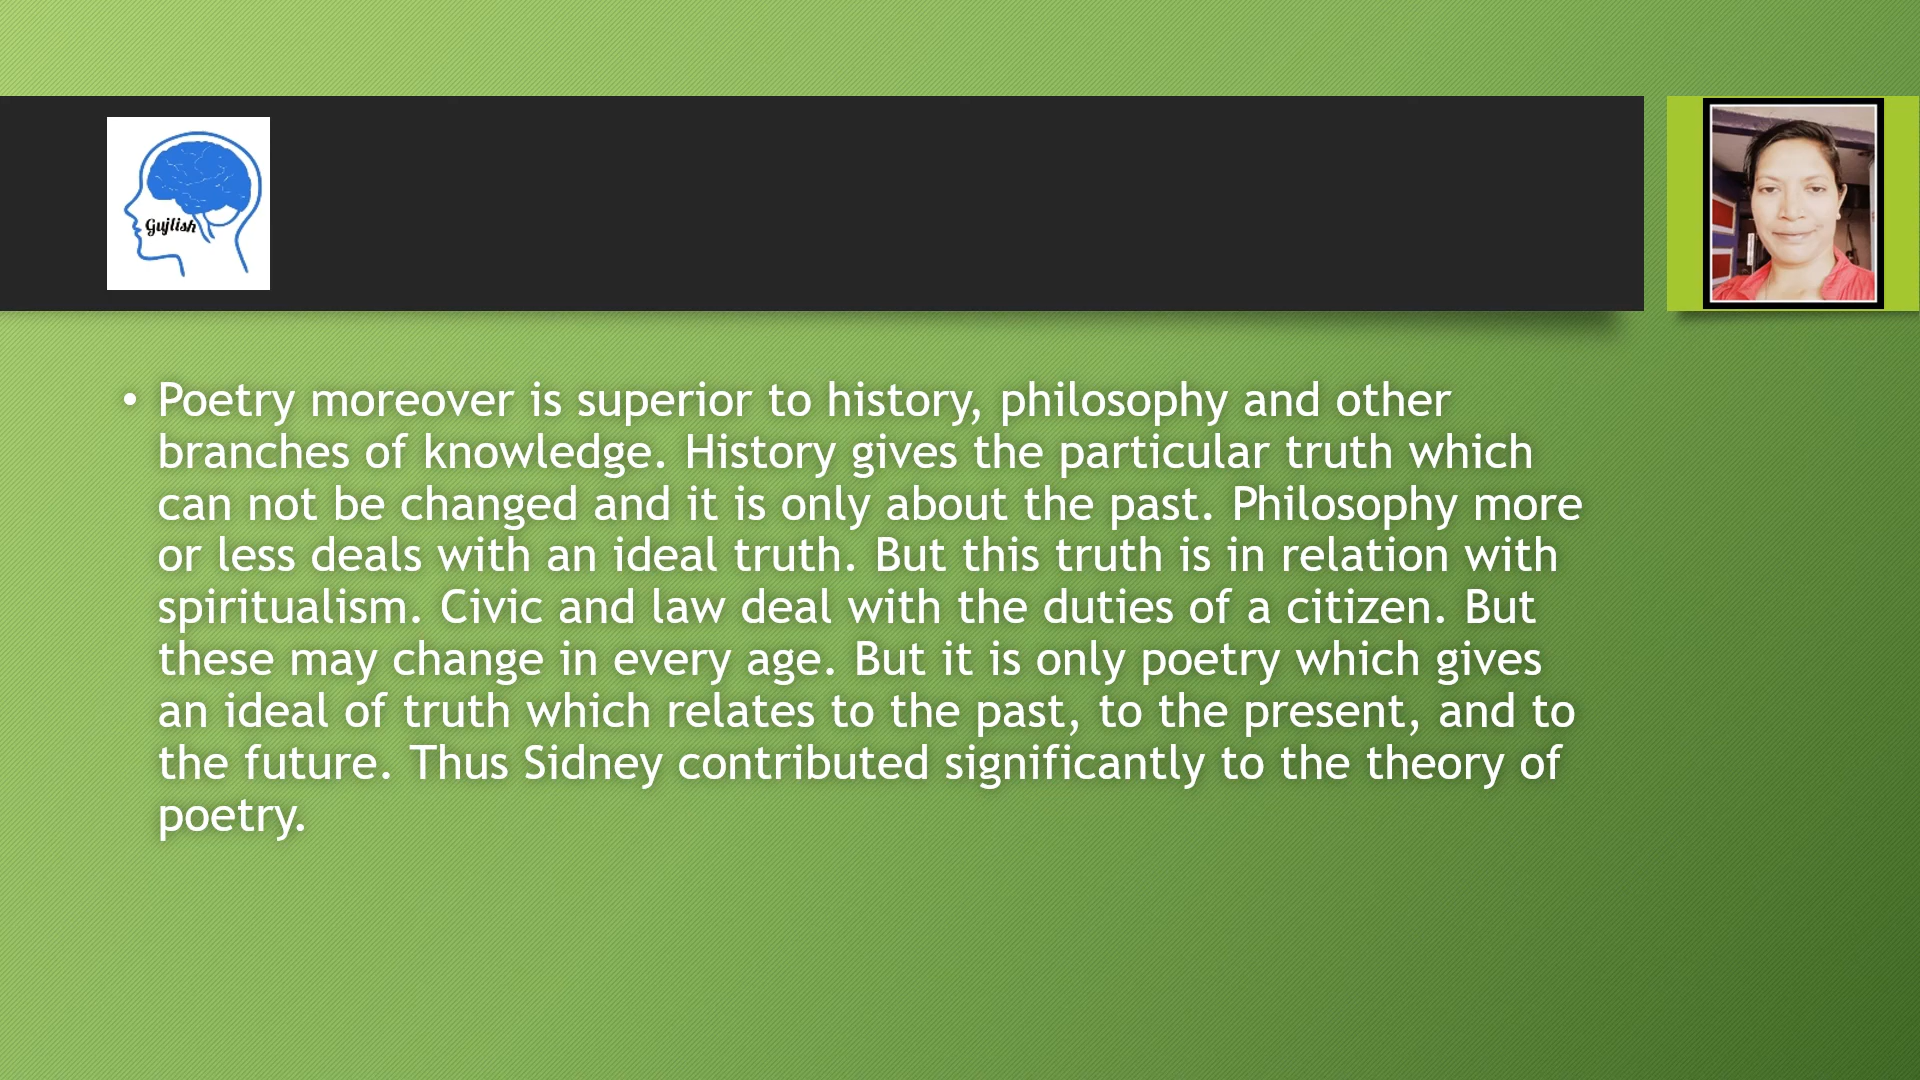 Gujlish
• Poetry moreover is superior to history, philosophy and other
branches of knowledge. History gives the particular truth which
can not be changed and it is only about the past. Philosophy more
or less deals with an ideal truth. But this truth is in relation with
spiritualism. Civic and law deal with the duties of a citizen. But
these may change in every age. But it is only poetry which gives
an ideal of truth which relates to the past, to the present, and to
the future. Thus Sidney contributed significantly to the theory of
poetry.